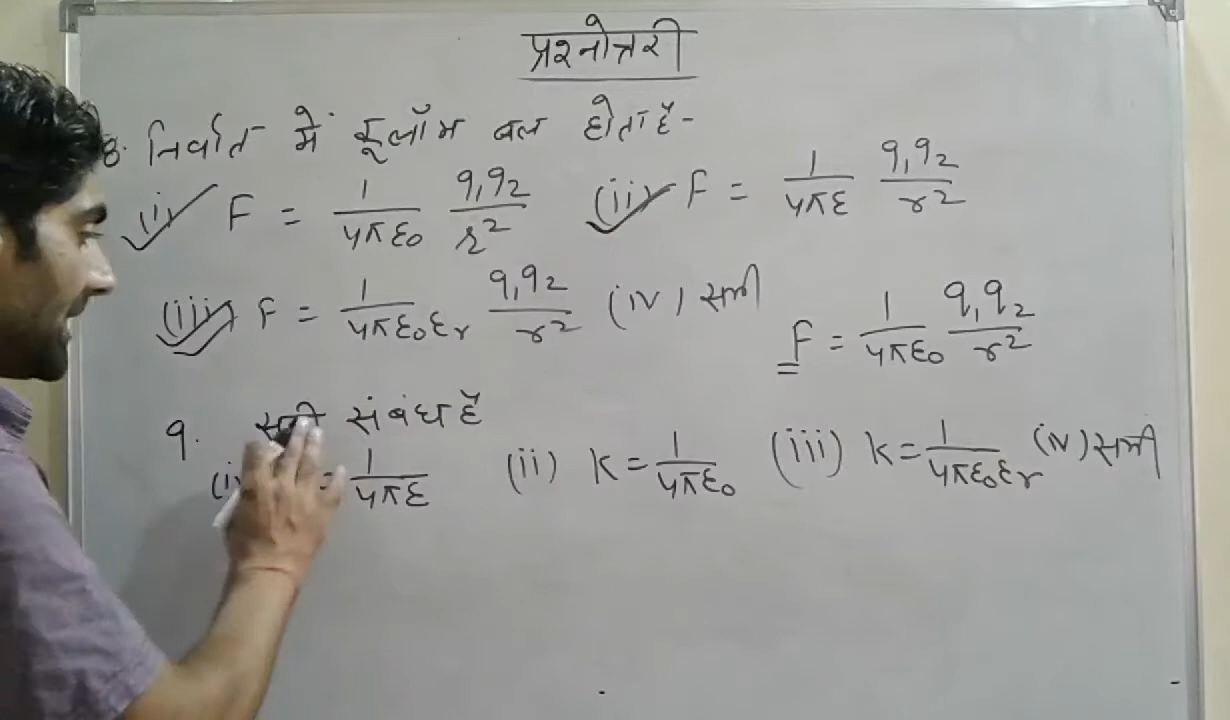 प्रश्नोत्तरी
8. निर्वात में कूलॉम बल होता है-
(i) F = 1/4πε₀ q₁q₂/r² (ii) F = 1/4πε q₁q₂/r²
(iii) F = 1/4πε₀εᵣ q₁q₂/r² (iv) सभी
F = 1/4πε₀ q₁q₂/r²
9. संबंध है
(i) = 1/4πε (ii) K = 1/4πε₀ (iii) K = 1/4πε₀εᵣ (iv) सभी